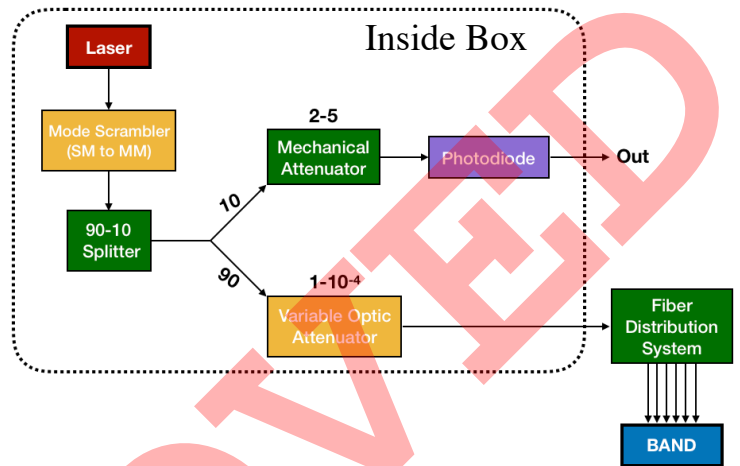 Inside Box
Laser
Mode Scrambler
(SM to MM)
90-10
Splitter
10
90
2-5
Mechanical
Attenuator
Photodiode
Out
1-10-4
Variable Optic
Attenuator
Fiber
Distribution
System
BAND